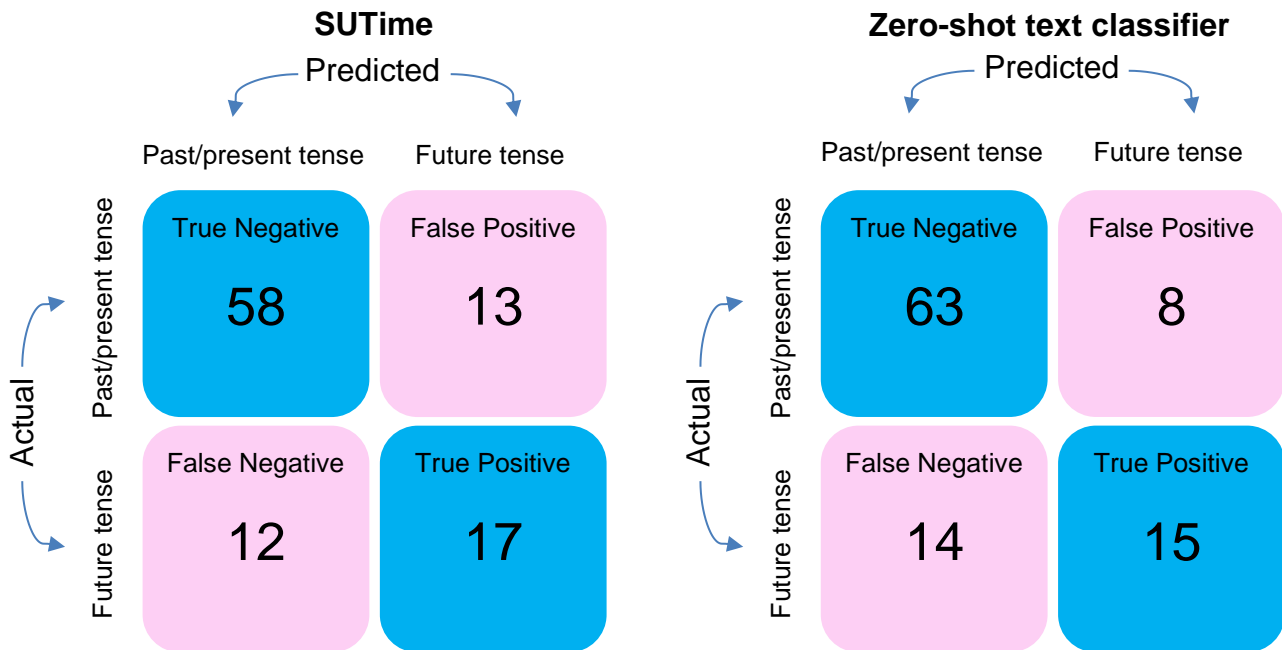 SUTime
Predicted
Past/present tense Future tense
Actual
Past/present tense
True Negative False Positive
58 13
Future tense
False Negative True Positive
12 17
Zero-shot text classifier
Predicted
Past/present tense Future tense
Actual
Past/present tense
True Negative False Positive
63 8
Future tense
False Negative True Positive
14 15